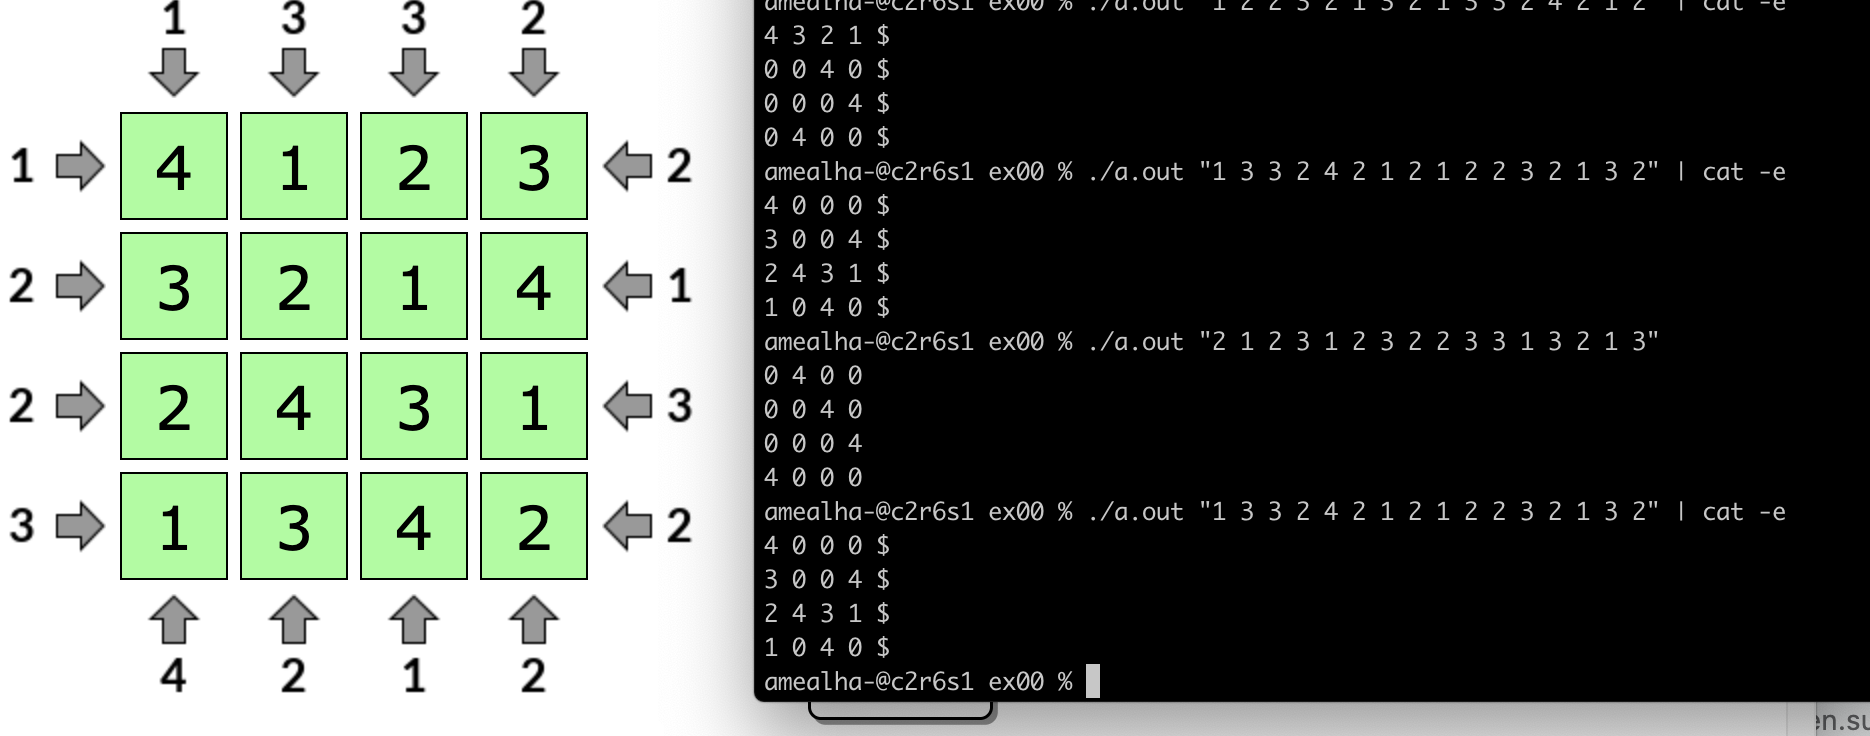 1 3 3 2
1 4 1 2 3 2
2 3 2 1 4 1
2 2 4 3 1 3
3 1 3 4 2 2
4 2 1 2
amealha-@c2r6s1 ex00 % ./a.out "1 2 2 3 2 1 3 2 1 3 3 2 4 2 1 2" | cat -e
4 3 2 1 $
0 0 4 0 $
0 0 0 4 $
0 4 0 0 $
amealha-@c2r6s1 ex00 % ./a.out "1 3 3 2 4 2 1 2 1 2 2 3 2 1 3 2" | cat -e
4 0 0 0 $
3 0 0 4 $
2 4 3 1 $
1 0 4 0 $
amealha-@c2r6s1 ex00 % ./a.out "2 1 2 3 1 2 3 2 2 3 3 1 3 2 1 3"
0 4 0 0
0 0 4 0
0 0 0 4
4 0 0 0
amealha-@c2r6s1 ex00 % ./a.out "1 3 3 2 4 2 1 2 1 2 2 3 2 1 3 2" | cat -e
4 0 0 0 $
3 0 0 4 $
2 4 3 1 $
1 0 4 0 $
amealha-@c2r6s1 ex00 %